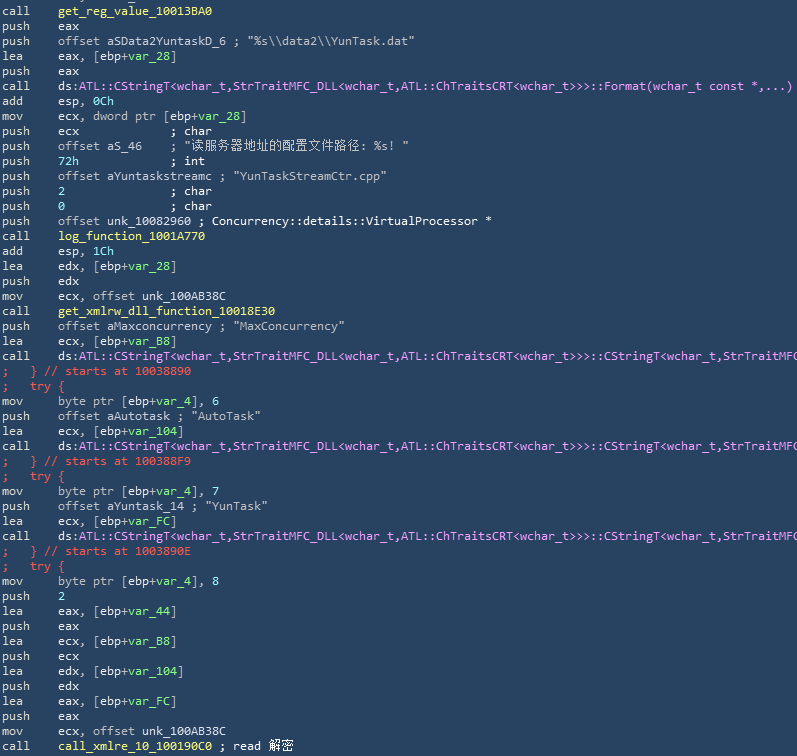 call get_reg_value_10013BA0
push eax
push offset aSData2YuntaskD_6 ; "%s\\data2\\YunTask.dat"
lea eax, [ebp+var_28]
push eax
call ds:ATL::CStringT<wchar_t,StrTraitMFC_DLL<wchar_t,ATL::ChTraitsCRT<wchar_t>>>::Format(wchar_t const *,...)
add esp, 0Ch
mov ecx, dword ptr [ebp+var_28]
push ecx ; char
push offset aS_46 ; "读服务器地址的配置文件路径: %s! "
push 72h ; int
push offset aYuntaskstreamc ; "YunTaskStreamCtr.cpp"
push 2 ; char
push 0 ; char
push offset unk_10082960 ; Concurrency::details::VirtualProcessor *
call log_function_1001A770
add esp, 1Ch
lea edx, [ebp+var_28]
push edx
mov ecx, offset unk_100AB38C
call get_xmlrw_dll_function_10018E30
push offset aMaxconcurrency ; "MaxConcurrency"
lea ecx, [ebp+var_B8]
call ds:ATL::CStringT<wchar_t,StrTraitMFC_DLL<wchar_t,ATL::ChTraitsCRT<wchar_t>>>::CStringT<wchar_t,StrTraitMFC
; } // starts at 10038890
; try {
mov byte ptr [ebp+var_4], 6
push offset aAutotask ; "AutoTask"
lea ecx, [ebp+var_104]
call ds:ATL::CStringT<wchar_t,StrTraitMFC_DLL<wchar_t,ATL::ChTraitsCRT<wchar_t>>>::CStringT<wchar_t,StrTraitMFC
; } // starts at 100388F9
; try {
mov byte ptr [ebp+var_4], 7
push offset aYuntask_14 ; "YunTask"
lea ecx, [ebp+var_FC]
call ds:ATL::CStringT<wchar_t,StrTraitMFC_DLL<wchar_t,ATL::ChTraitsCRT<wchar_t>>>::CStringT<wchar_t,StrTraitMFC
; } // starts at 1003890E
; try {
mov byte ptr [ebp+var_4], 8
push 2
lea eax, [ebp+var_44]
push eax
lea ecx, [ebp+var_B8]
push ecx
lea edx, [ebp+var_104]
push edx
lea eax, [ebp+var_FC]
push eax
mov ecx, offset unk_100AB38C
call call_xmlre_10_100190C0 ; read 解密